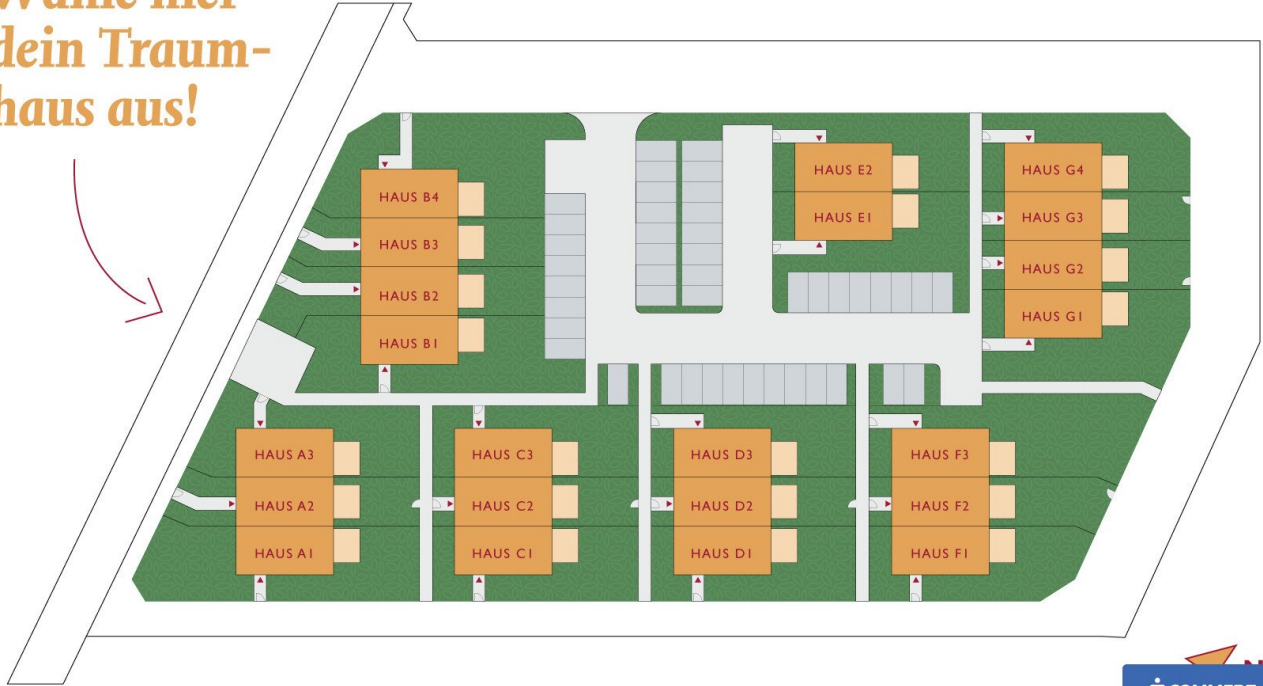 dein Traum-
haus aus!
HAUS B4
HAUS B3
HAUS B2
HAUS B1
HAUS E2
HAUS E1
HAUS G4
HAUS G3
HAUS G2
HAUS G1
HAUS A3
HAUS A2
HAUS A1
HAUS C3
HAUS C2
HAUS C1
HAUS D3
HAUS D2
HAUS D1
HAUS F3
HAUS F2
HAUS F1